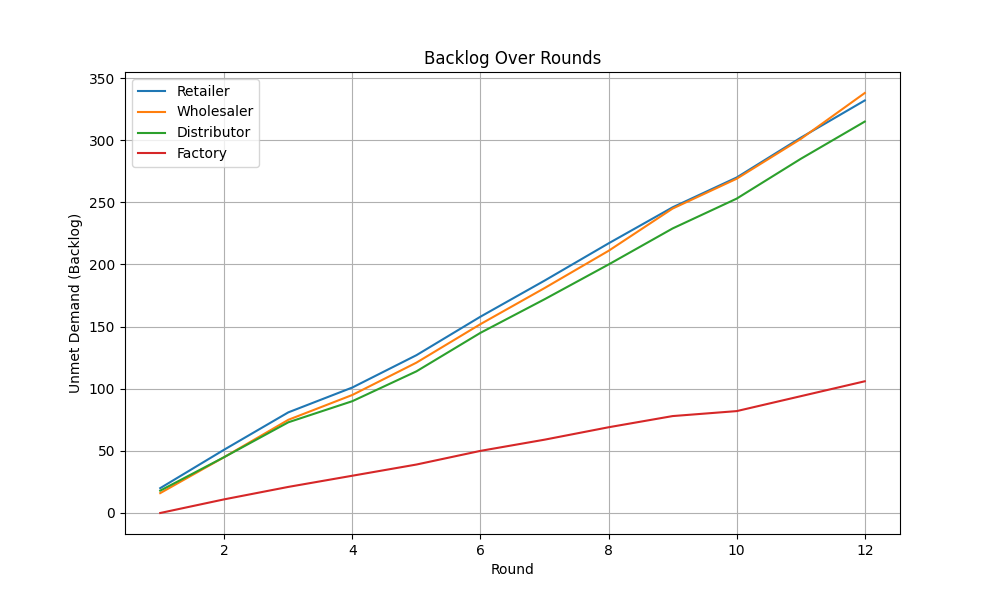 Backlog Over Rounds
Retailer
Wholesaler
Distributor
Factory
Unmet Demand (Backlog)
350
300
250
200
150
100
50
0
2 4 6 8 10 12
Round